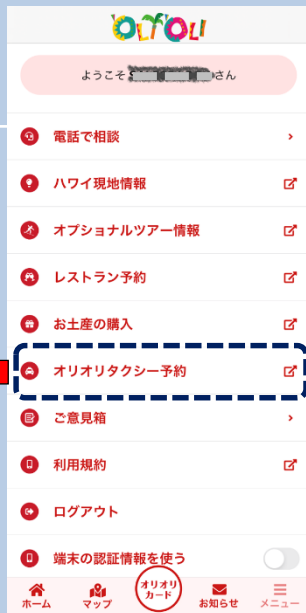 OLI'OLI
ようこそ さん
電話で相談
ハワイ現地情報
オプショナルツアー情報
レストラン予約
お土産の購入
オリオリタクシー予約
ご意見箱
利用規約
ログアウト
端末の認証情報を使う
ホーム
マップ
オリオリ
カード
お知らせ
メニュー